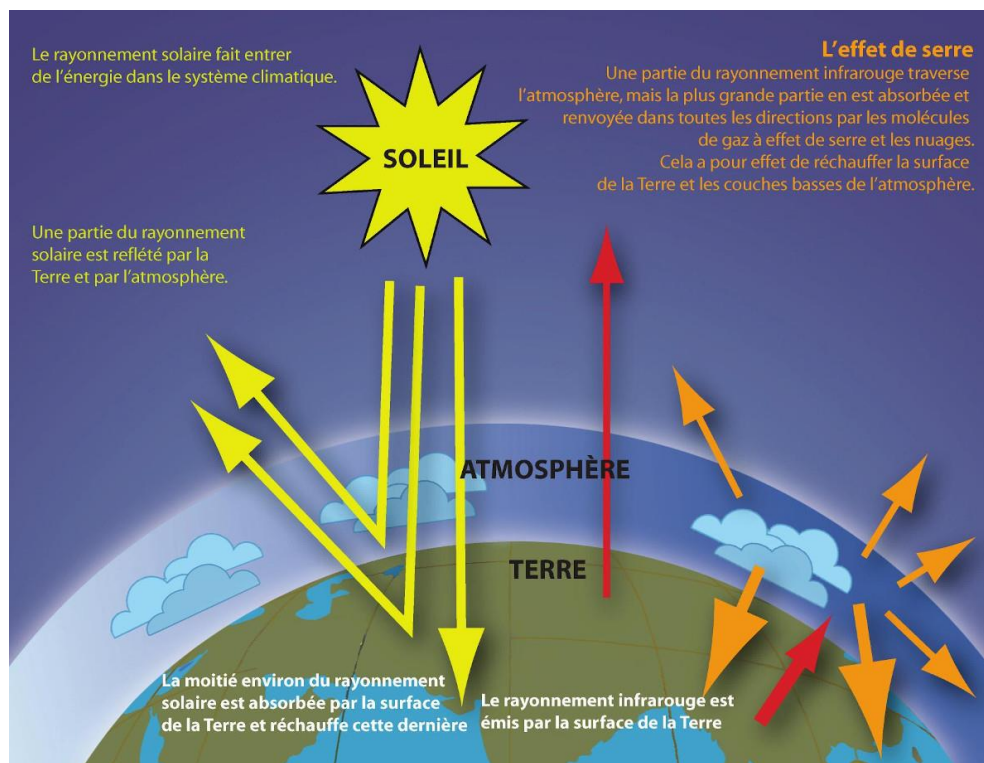 Le rayonnement solaire fait entrer
de l'énergie dans le système climatique.
L'effet de serre
Une partie du rayonnement infrarouge traverse
l'atmosphère, mais la plus grande partie en est absorbée et
renvoyée dans toutes les directions par les molécules
de gaz à effet de serre et les nuages.
Cela a pour effet de réchauffer la surface
de la Terre et les couches basses de l'atmosphère.
SOLEIL
Une partie du rayonnement
solaire est reflété par la
Terre et par l'atmosphère.
ATMOSPHÈRE
TERRE
La moitié environ du rayonnement
solaire est absorbée par la surface
de la Terre et réchauffe cette dernière
Le rayonnement infrarouge est
émis par la surface de la Terre